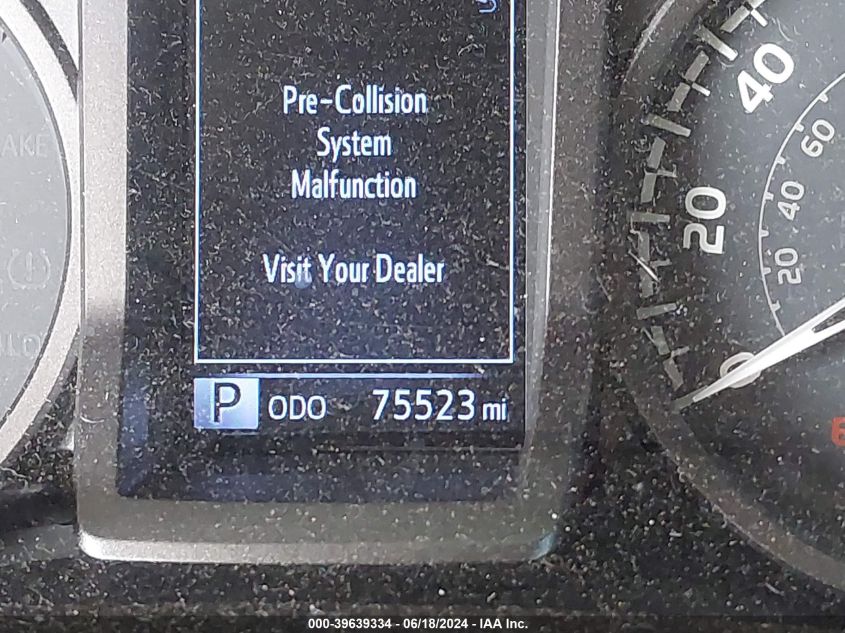 Pre-Collision
System
Malfunction
Visit Your Dealer
P ODO 75523 mi
40
20
0
60
40
20
000-39639334 / 06/18/2024 - IAA Inc.